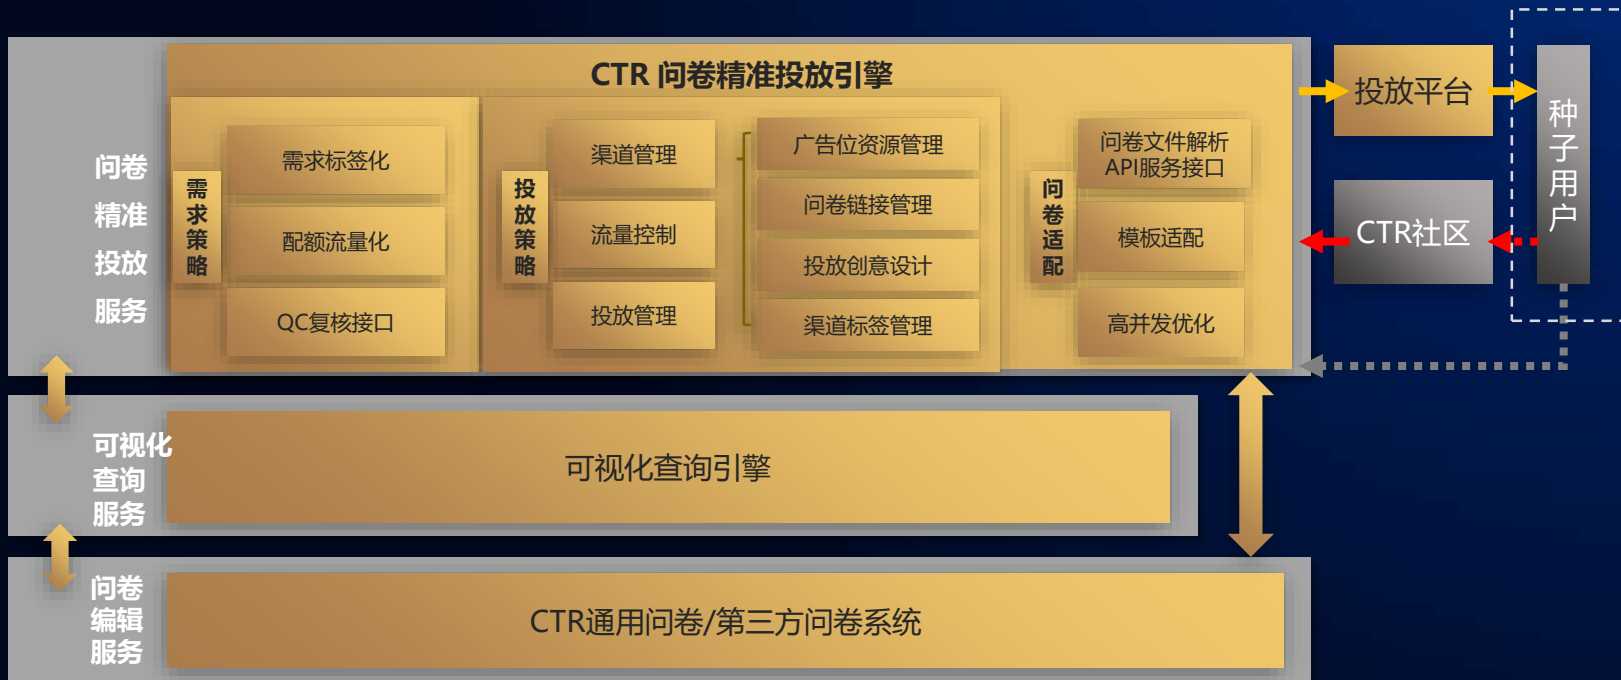 CTR 问卷精准投放引擎
问卷
精准
投放
服务
需求策略
需求标签化
配额流量化
QC复核接口
投放策略
渠道管理
流量控制
投放管理
广告位资源管理
问卷链接管理
投放创意设计
渠道标签管理
问卷适配
问卷文件解析
API服务接口
模板适配
高并发优化
投放平台
CTR社区
种子用户
可视化
查询
服务
可视化查询引擎
问卷
编辑
服务
CTR通用问卷/第三方问卷系统